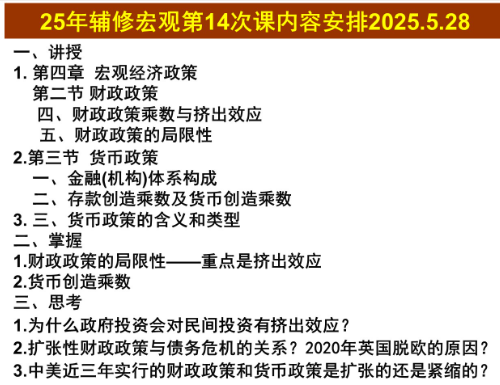 25年辅修宏观第14次课内容安排2025.5.28
一、讲授
1. 第四章 宏观经济政策
第二节 财政政策
四、财政政策乘数与挤出效应
五、财政政策的局限性
2.第三节 货币政策
一、金融(机构)体系构成
二、存款创造乘数及货币创造乘数
3. 三、货币政策的含义和类型
二、掌握
1.财政政策的局限性——重点是挤出效应
2.货币创造乘数
三、思考
1.为什么政府投资会对民间投资有挤出效应？
2.扩张性财政政策与债务危机的关系？2020年英国脱欧的原因？
3.中美近三年实行的财政政策和货币政策是扩张的还是紧缩的？